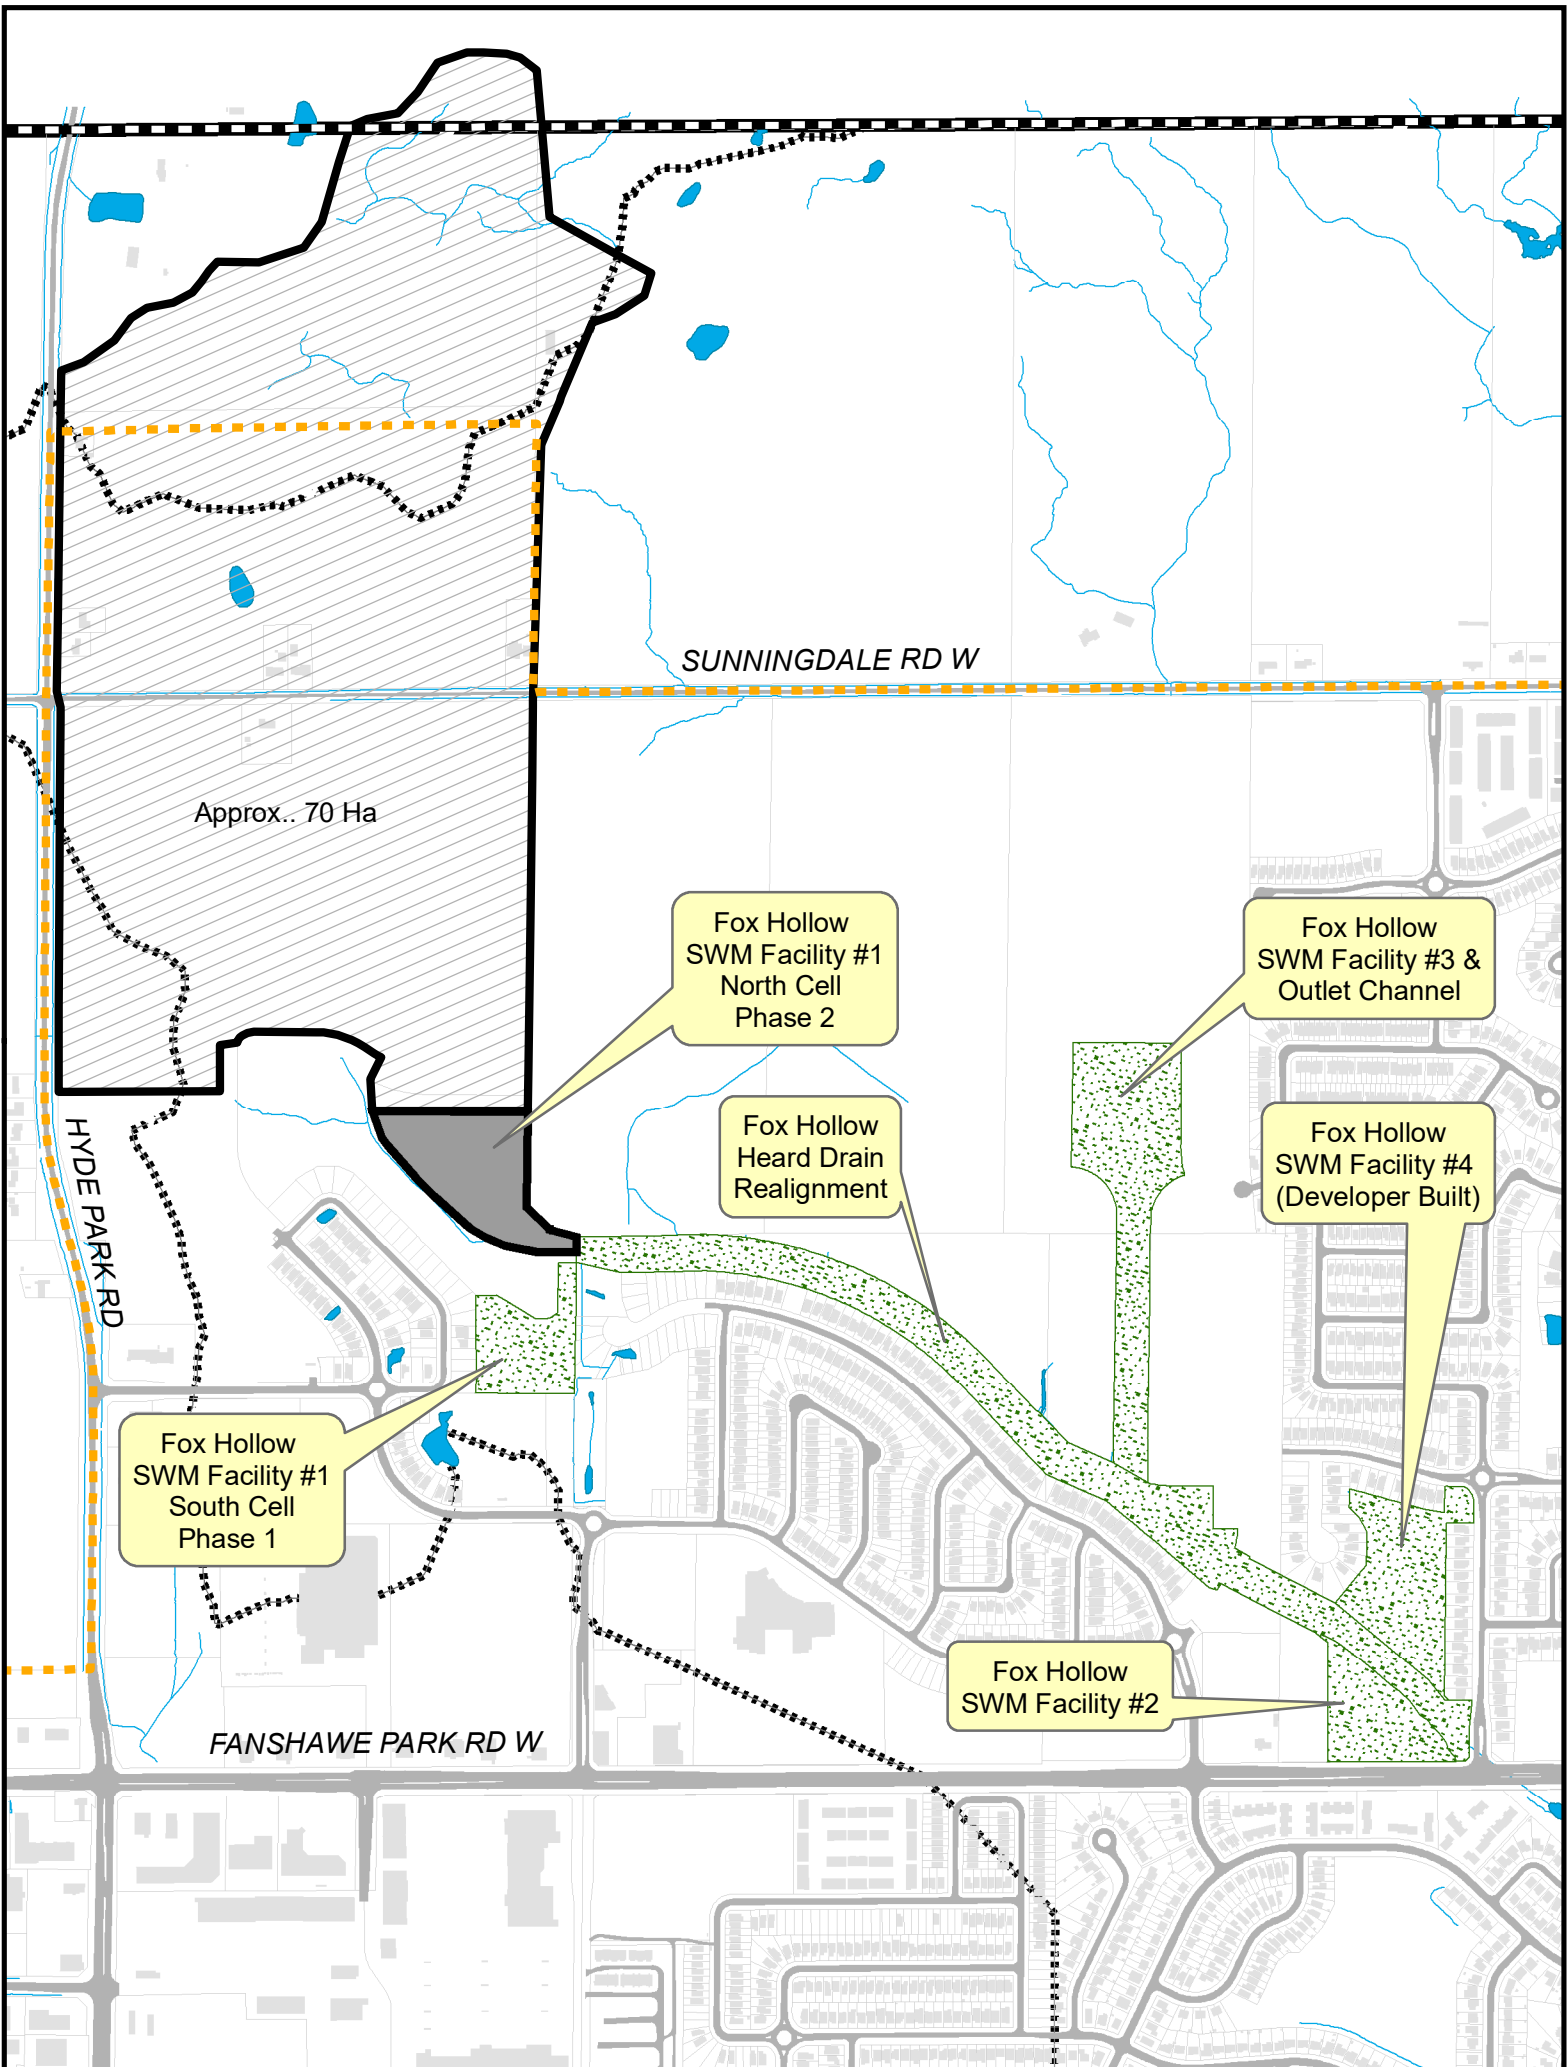 SUNNINGDALE RD W
Approx.. 70 Ha
Fox Hollow
SWM Facility #1
North Cell
Phase 2
Fox Hollow
SWM Facility #3 &
Outlet Channel
Fox Hollow
Heard Drain
Realignment
Fox Hollow
SWM Facility #4
(Developer Built)
HYDE PARK RD
Fox Hollow
SWM Facility #1
South Cell
Phase 1
Fox Hollow
SWM Facility #2
FANSHAWE PARK RD W